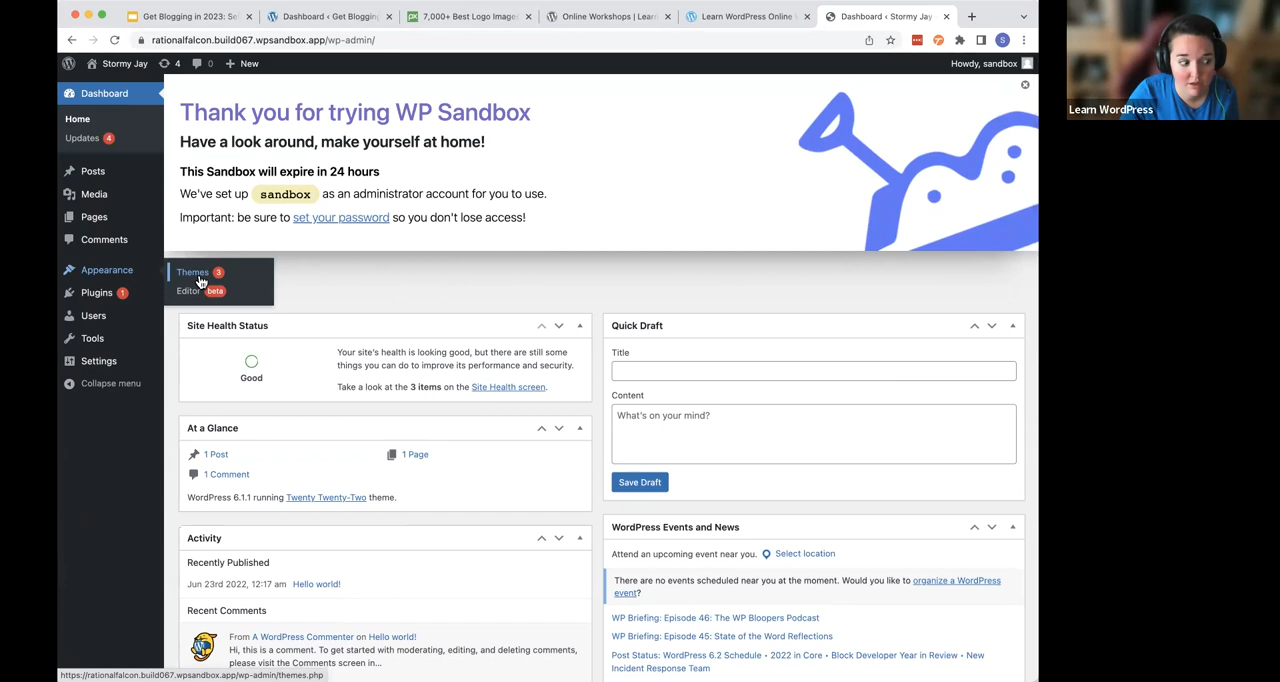 Get Blogging in 2023: Se
Dashboard ‹ Get Blogging
7,000+ Best Logo Images
Online Workshops | Learn
Learn WordPress Online
Dashboard ‹ Stormy Jay
rationalfalcon.build067.wpsandbox.app/wp-admin/
S
Stormy Jay
4
0
New
Howdy, sandbox
Dashboard
Home
Updates 4
Posts
Media
Pages
Comments
Appearance
Plugins 1
Users
Tools
Settings
Collapse menu
Themes 3
Editor beta
Thank you for trying WP Sandbox
Have a look around, make yourself at home!
This Sandbox will expire in 24 hours
We've set up sandbox as an administrator account for you to use.
Important: be sure to set your password so you don't lose access!
Site Health Status
Good
Your site's health is looking good, but there are still some
things you can do to improve its performance and security.
Take a look at the 3 items on the Site Health screen.
At a Glance
1 Post
1 Page
1 Comment
WordPress 6.1.1 running Twenty Twenty-Two theme.
Activity
Recently Published
Jun 23rd 2022, 12:17 am Hello world!
Recent Comments
From A WordPress Commenter on Hello world!
Hi, this is a comment. To get started with moderating, editing, and deleting comments,
please visit the Comments screen in...
Quick Draft
Title
Content
What's on your mind?
Save Draft
WordPress Events and News
Attend an upcoming event near you. Select location
There are no events scheduled near you at the moment. Would you like to organize a WordPress
event?
WP Briefing: Episode 46: The WP Bloopers Podcast
WP Briefing: Episode 45: State of the Word Reflections
Post Status: WordPress 6.2 Schedule • 2022 in Core • Block Developer Year in Review • New
Incident Response Team
https://rationalfalcon.build067.wpsandbox.app/wp-admin/themes.php
Learn WordPress